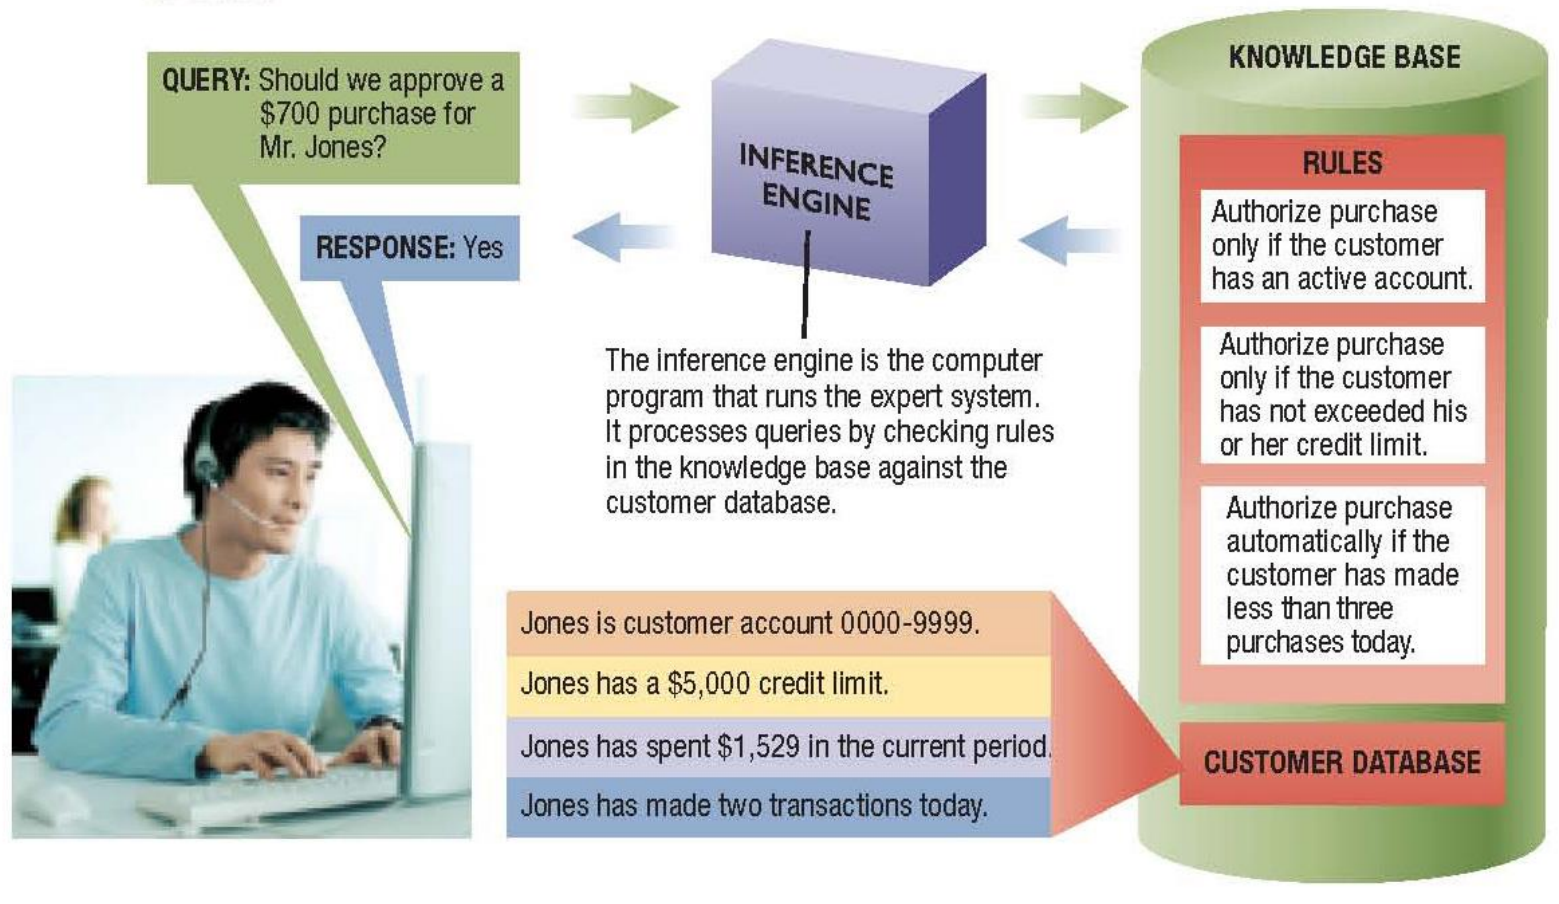 QUERY: Should we approve a
$700 purchase for
Mr. Jones?
RESPONSE: Yes
INFERENCE
ENGINE
The inference engine is the computer
program that runs the expert system.
It processes queries by checking rules
in the knowledge base against the
customer database.
KNOWLEDGE BASE
RULES
Authorize purchase
only if the customer
has an active account.
Authorize purchase
only if the customer
has not exceeded his
or her credit limit.
Authorize purchase
automatically if the
customer has made
less than three
purchases today.
Jones is customer account 0000-9999.
Jones has a $5,000 credit limit.
Jones has spent $1,529 in the current period.
Jones has made two transactions today.
CUSTOMER DATABASE